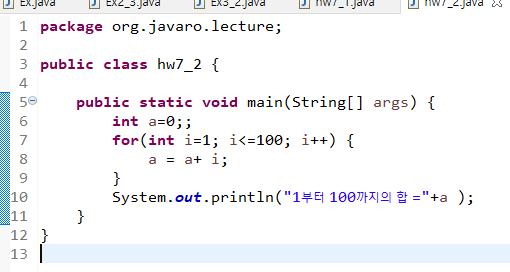 Ex.java Ex2_3.java Ex3_2.java hw7_1.java hw7_2.java
1 package org.javaro.lecture;
2
3 public class hw7_2 {
4
5 public static void main(String[] args) {
6 int a=0;;
7 for(int i=1; i<=100; i++) {
8 a = a+ i;
9 }
10 System.out.println("1부터 100까지의 합 ="+a );
11 }
12 }
13